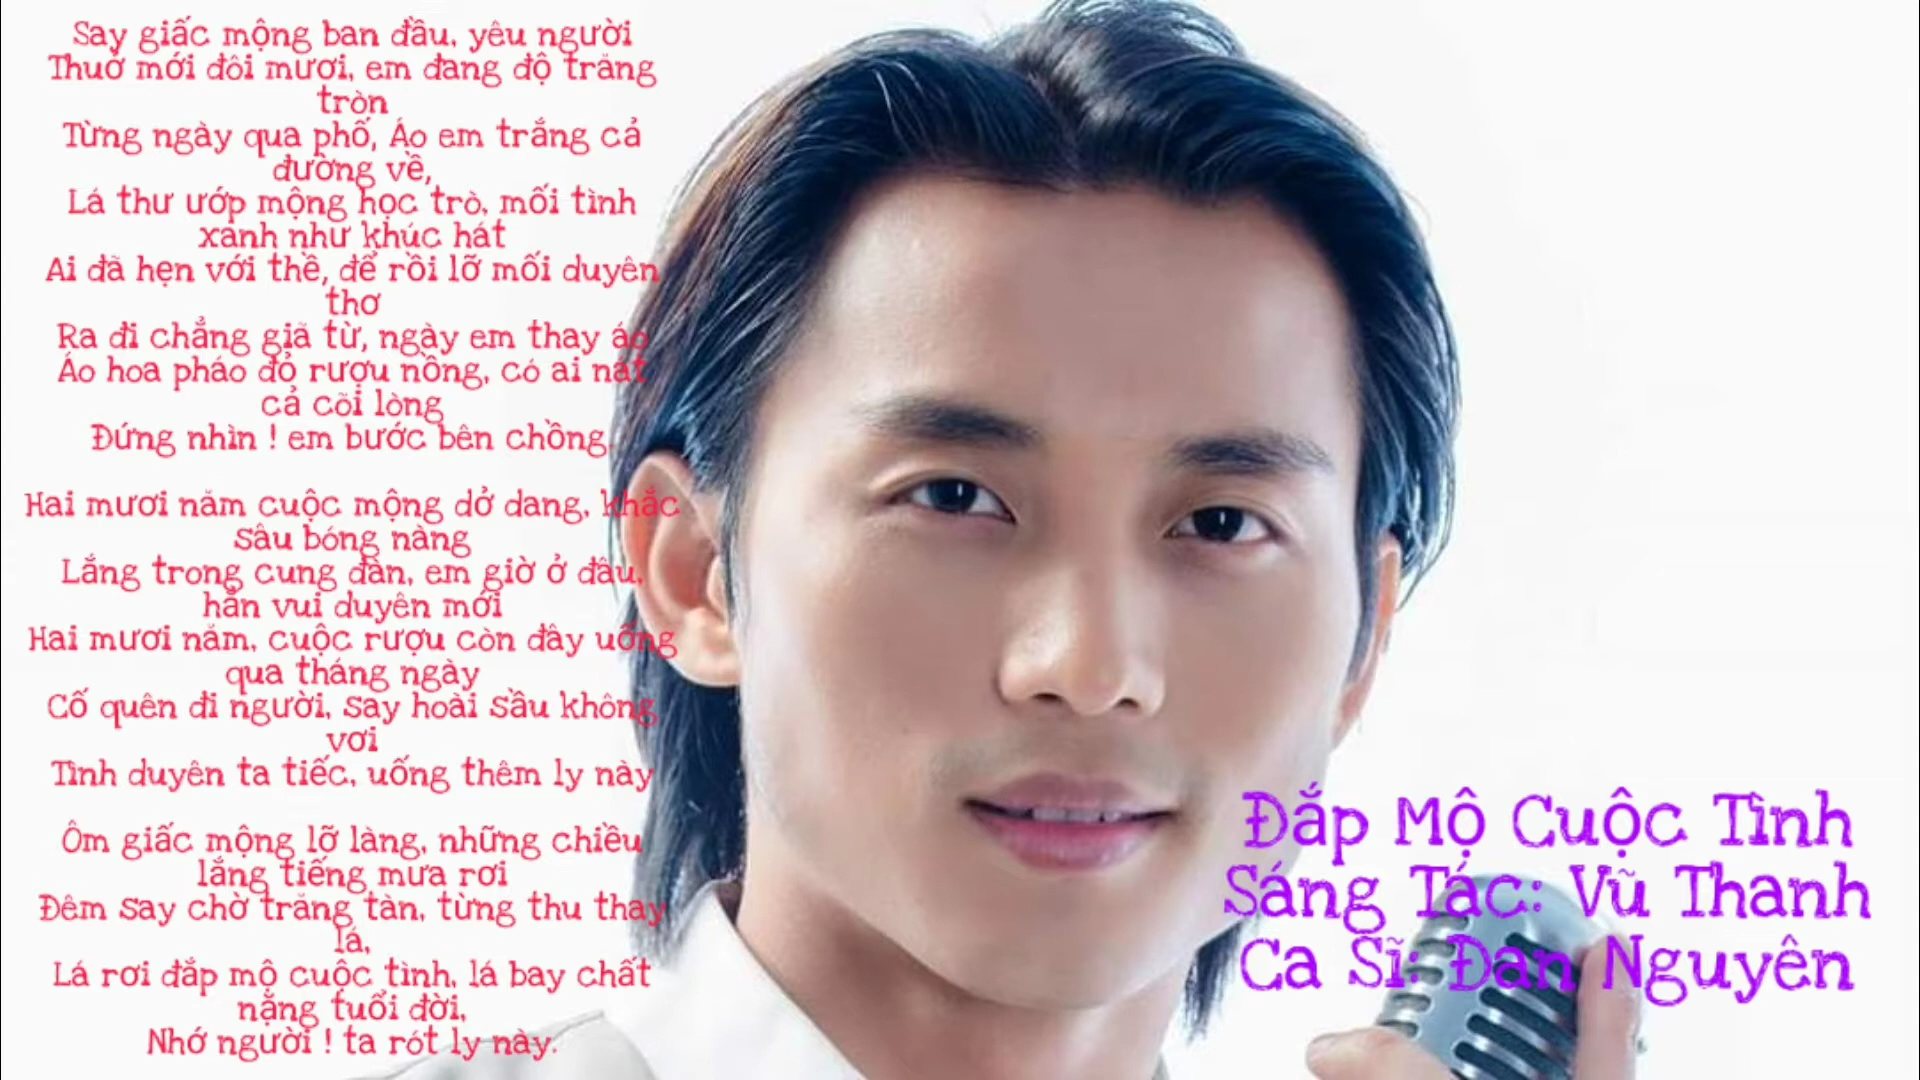 Say giấc mộng ban đầu, yêu người
Thuở mới đôi mươi, em đang độ trăng
tròn
Từng ngày qua phố, Áo em trắng cả
đường về,
Lá thư ướp mộng học trò, mối tình
xanh như khúc hát
Ai đã hẹn với thề, để rồi lỡ mối duyên
thơ
Ra đi chẳng giã từ, ngày em thay áo
Áo hoa pháo đỏ rượu nồng, có ai nát
cả cõi lòng
Đứng nhìn ! em bước bên chồng.
Hai mươi năm cuộc mộng dở dang, khắc
sâu bóng nàng
Lắng trong cung đàn, em giờ ở đâu,
hẳn vui duyên mới
Hai mươi năm, cuộc rượu còn đây uống
qua tháng ngày
Cố quên đi người, say hoài sầu không
vơi
Tình duyên ta tiếc, uống thêm ly này
Ôm giấc mộng lỡ làng, những chiều
lắng tiếng mưa rơi
Đêm say chờ trăng tàn, từng thu thay
lá,
Lá rơi đắp mộ cuộc tình, lá bay chất
nặng tuổi đời,
Nhớ người ! ta rót ly này.
Đắp Mộ Cuộc Tình
Sáng Tác: Vũ Thanh
Ca Sĩ: Đan Nguyên